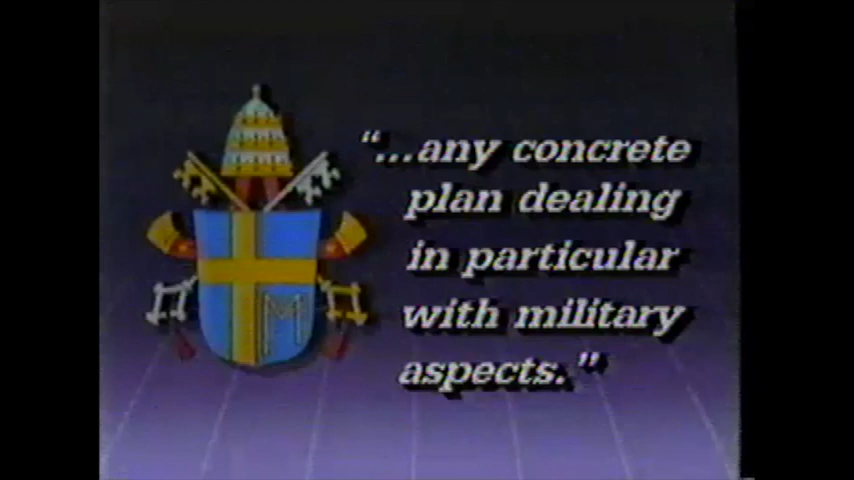 "...any concrete
plan dealing
in particular
with military
aspects."
M